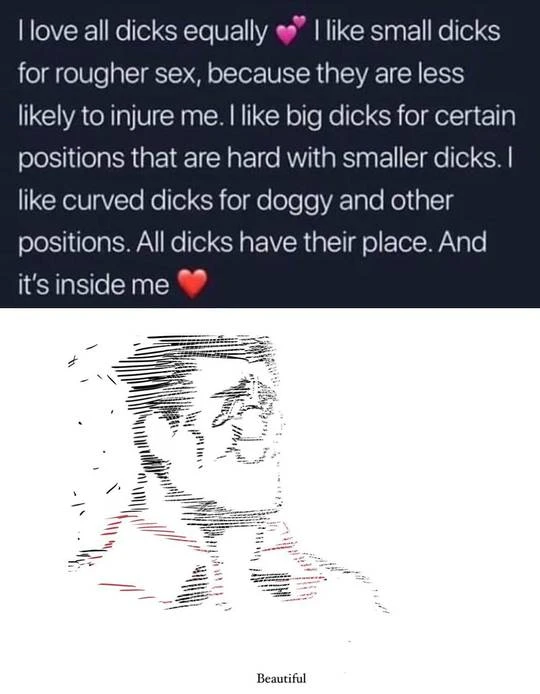 I love all dicks equally 💕 I like small dicks
for rougher sex, because they are less
likely to injure me. I like big dicks for certain
positions that are hard with smaller dicks. I
like curved dicks for doggy and other
positions. All dicks have their place. And
it's inside me ❤️
Beautiful